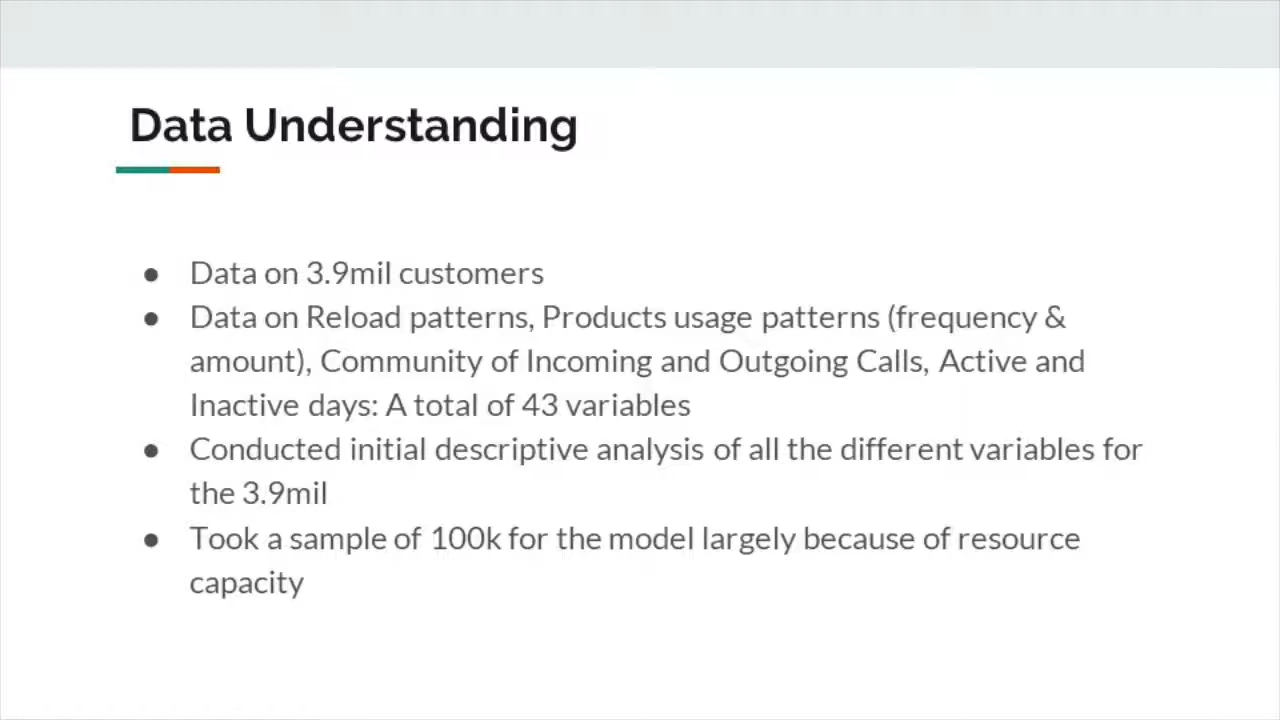 Data Understanding
● Data on 3.9mil customers
● Data on Reload patterns, Products usage patterns (frequency &
amount), Community of Incoming and Outgoing Calls, Active and
Inactive days: A total of 43 variables
● Conducted initial descriptive analysis of all the different variables for
the 3.9mil
● Took a sample of 100k for the model largely because of resource
capacity